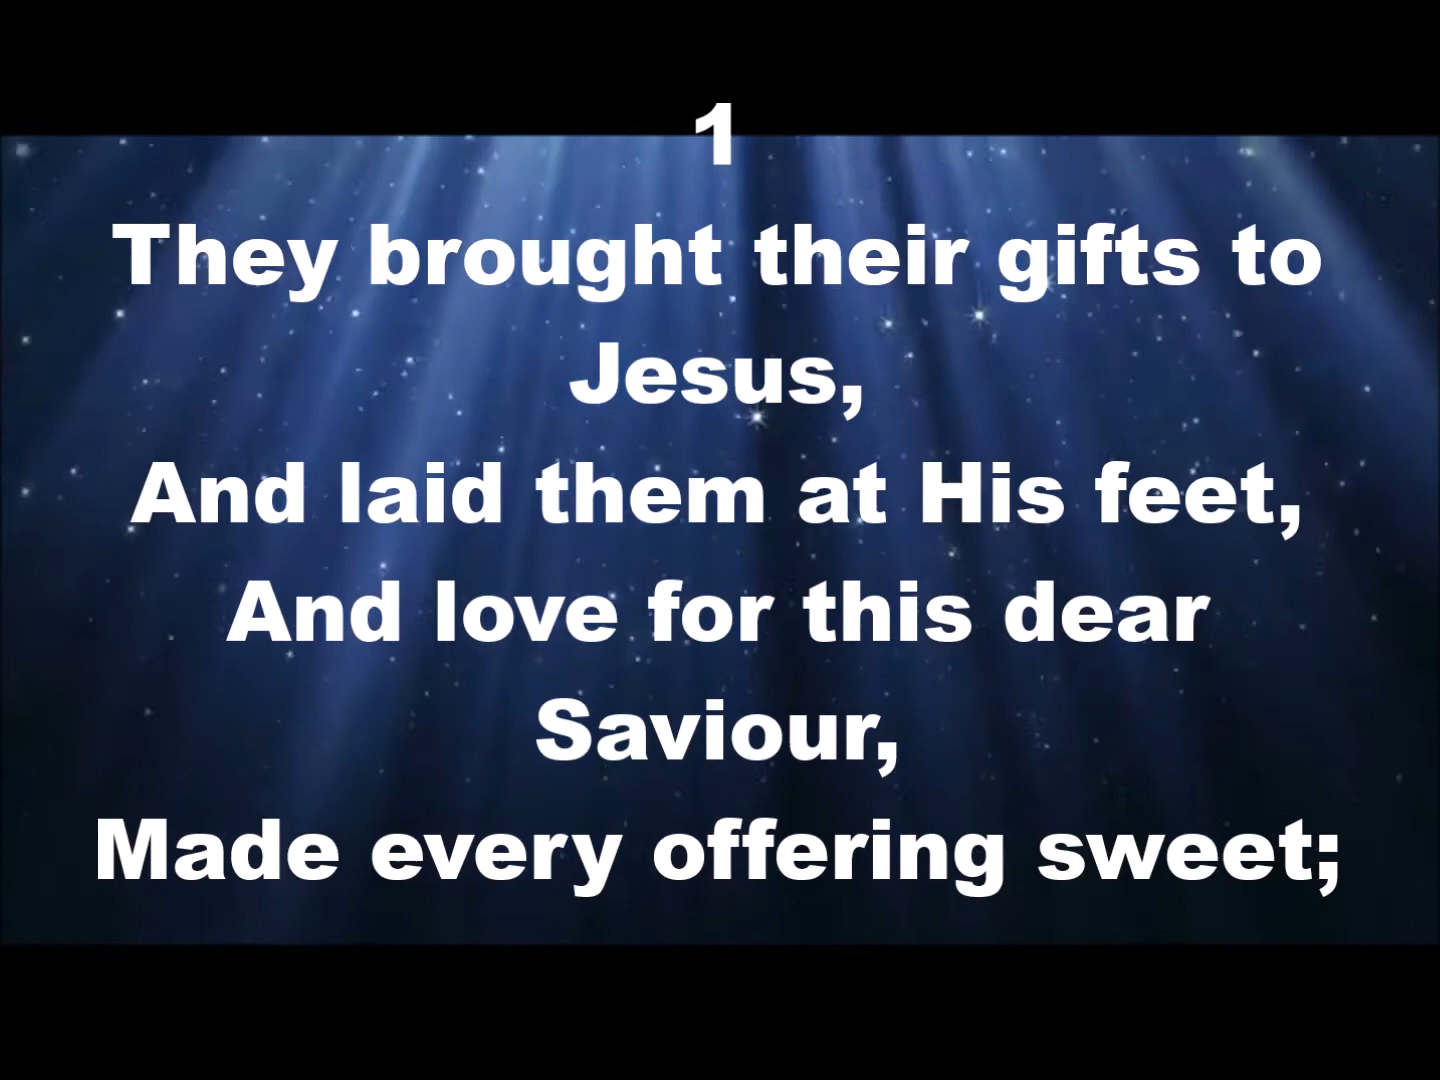 1
They brought their gifts to
Jesus,
And laid them at His feet,
And love for this dear
Saviour,
Made every offering sweet;